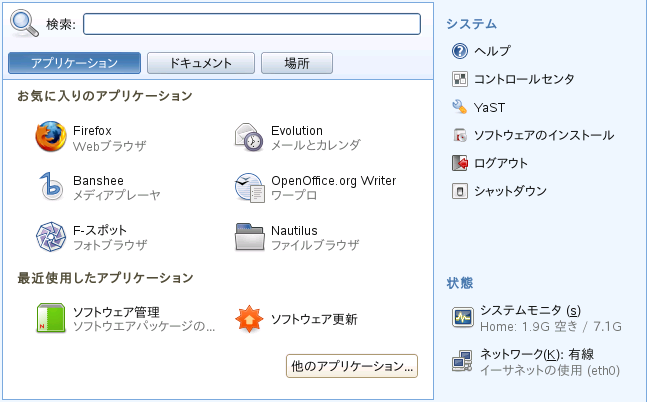 検索:
アプリケーション
ドキュメント
場所
お気に入りのアプリケーション
Firefox
Webブラウザ
Evolution
メールとカレンダ
Banshee
メディアプレーヤ
OpenOffice.org Writer
ワープロ
F-スポット
フォトブラウザ
Nautilus
ファイルブラウザ
最近使用したアプリケーション
ソフトウェア管理
ソフトウエアパッケージの...
ソフトウェア更新
他のアプリケーション...
システム
ヘルプ
コントロールセンタ
YaST
ソフトウェアのインストール
ログアウト
シャットダウン
状態
システムモニタ (s)
Home: 1.9G 空き / 7.1G
ネットワーク(K): 有線
イーサネットの使用 (eth0)